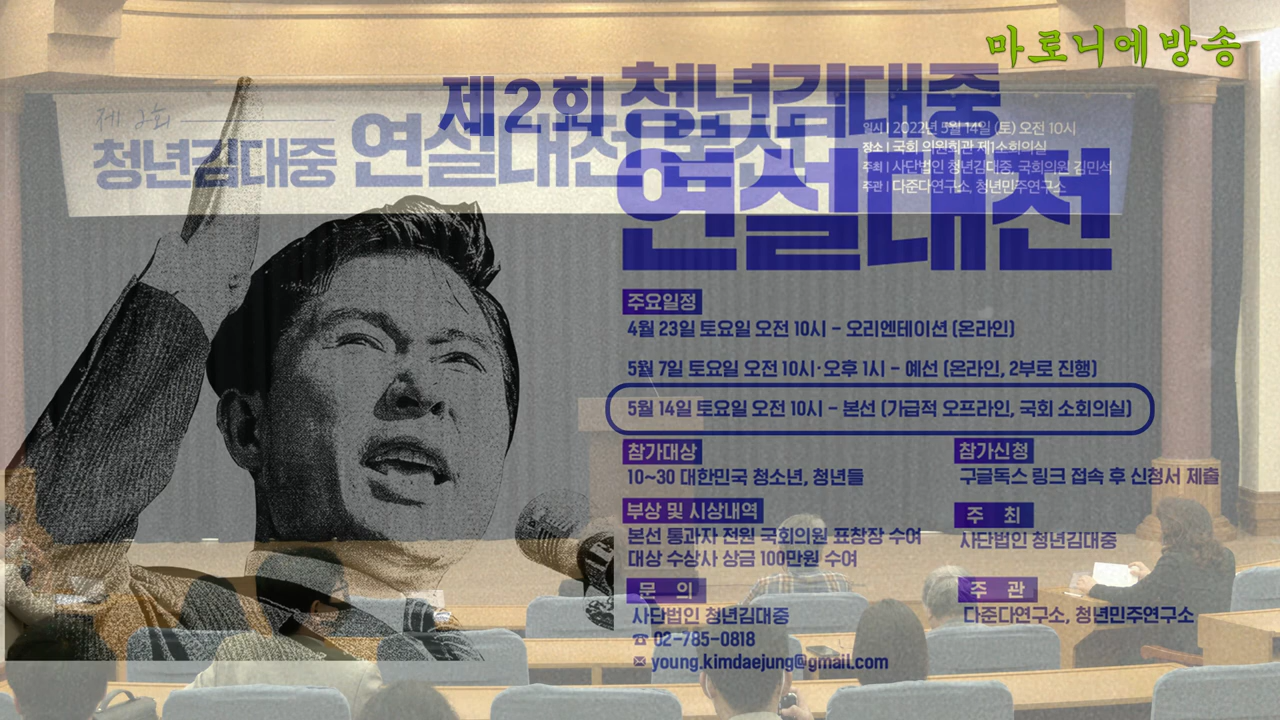 마로니에방송
제2회 청년김대중
연설대전
제 2회
청년김대중 연설대전 본선
일시 | 2022년 5월 14일 (토) 오전 10시
장소 | 국회 의원회관 제1소회의실
주최 | 사단법인 청년김대중, 국회의원 김민석
주관 | 다준다연구소, 청년민주연구소
주요일정
4월 23일 토요일 오전 10시 - 오리엔테이션 (온라인)
5월 7일 토요일 오전 10시·오후 1시 - 예선 (온라인, 2부로 진행)
5월 14일 토요일 오전 10시 - 본선 (가급적 오프라인, 국회 소회의실)
참가대상
10~30 대한민국 청소년, 청년들
참가신청
구글독스 링크 접속 후 신청서 제출
부상 및 시상내역
본선 통과자 전원 국회의원 표창장 수여
대상 수상사 상금 100만원 수여
주 최
사단법인 청년김대중
문 의
사단법인 청년김대중
☎ 02-785-0818
✉ young.kimdaejung@gmail.com
주 관
다준다연구소, 청년민주연구소